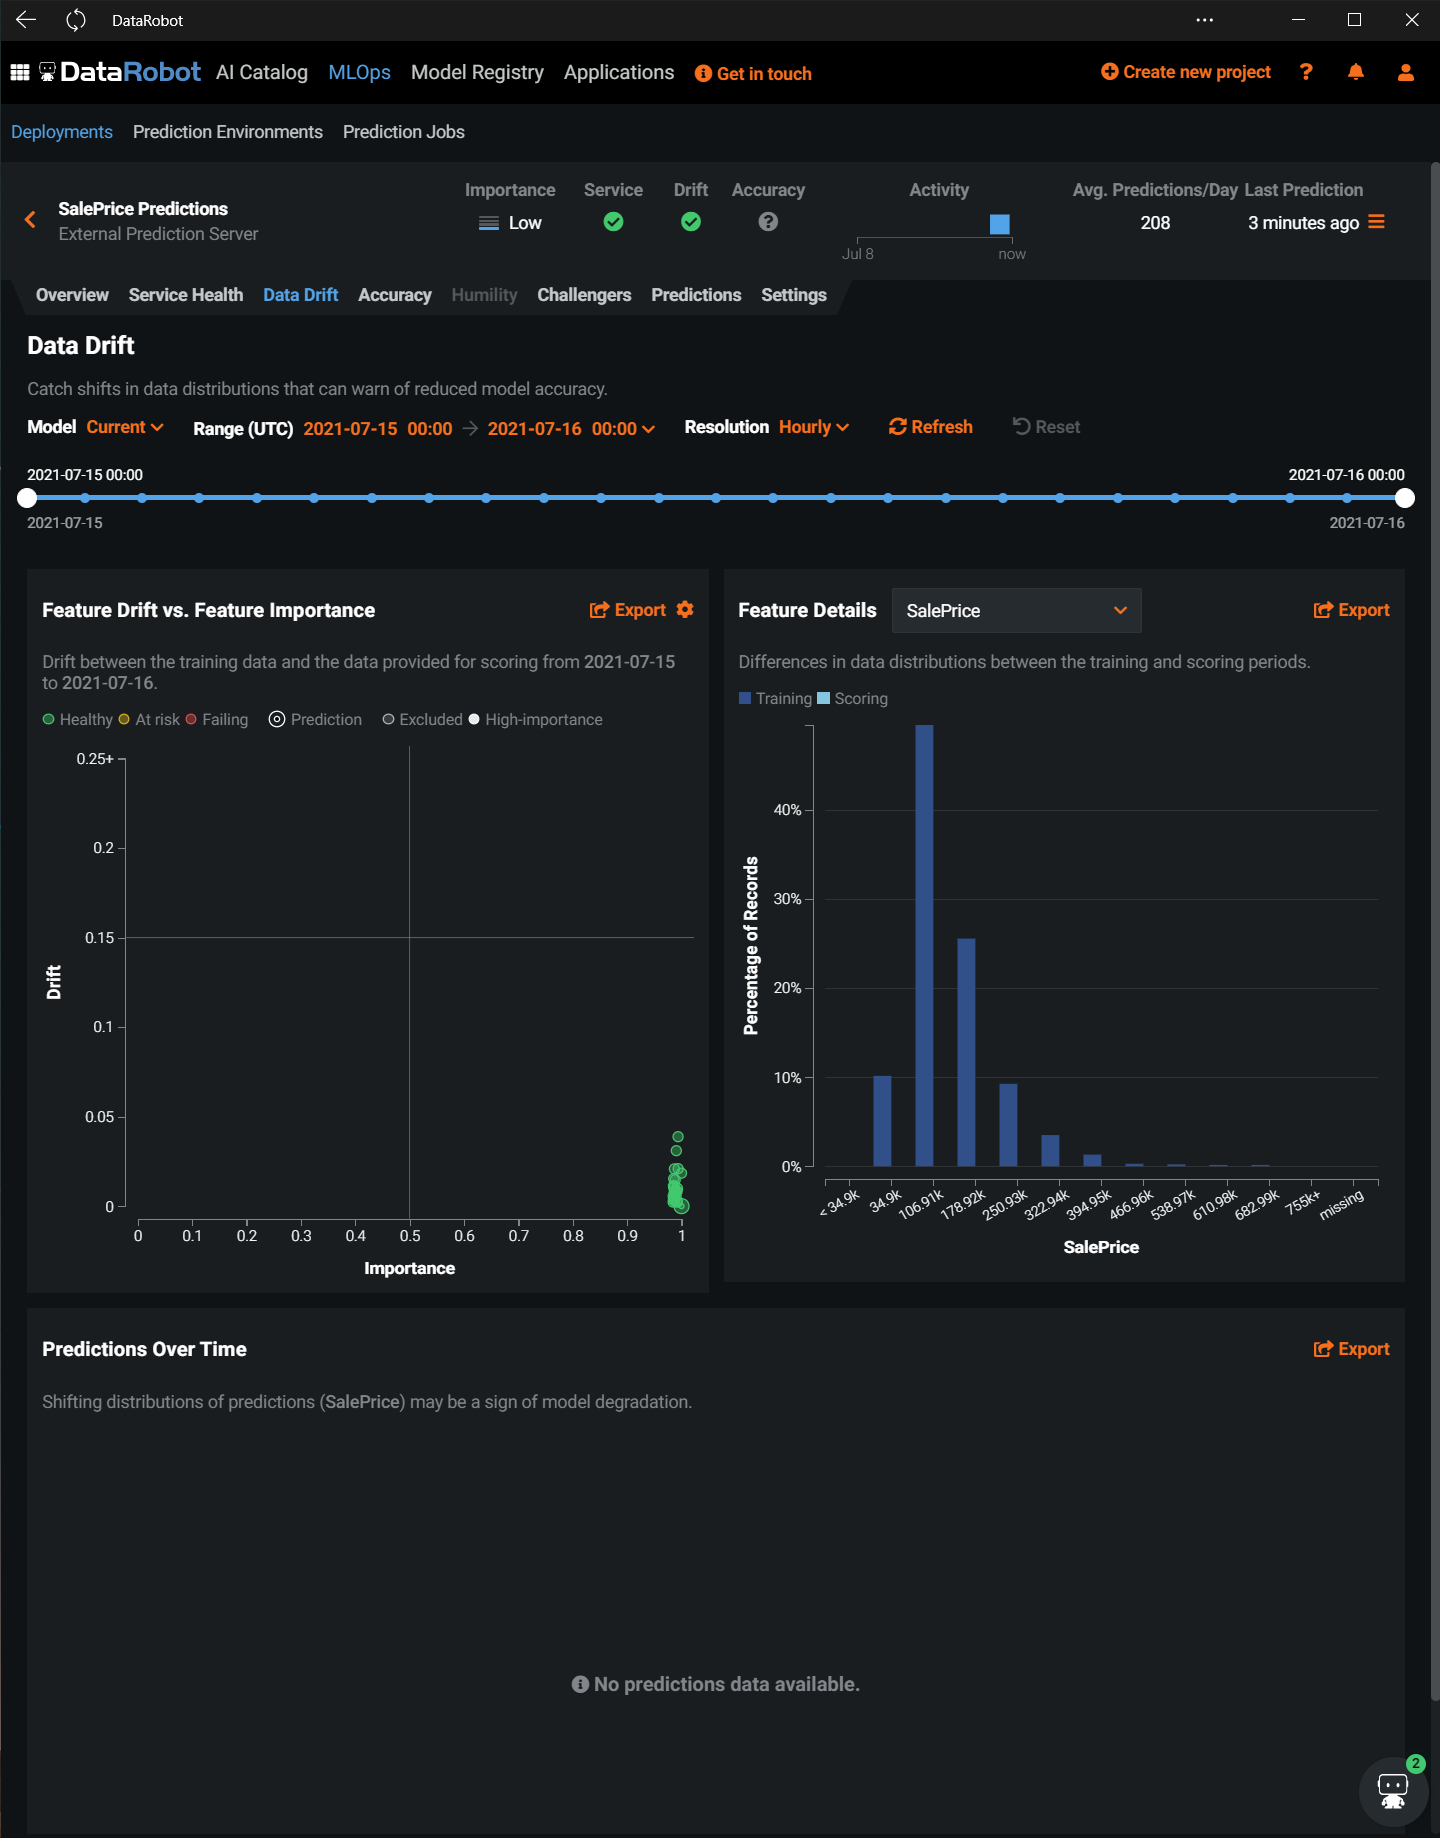 DataRobot
DataRobot AI Catalog MLOps Model Registry Applications Get in touch Create new project ?
Deployments Prediction Environments Prediction Jobs
Importance Service Drift Accuracy Activity Avg. Predictions/Day Last Prediction
SalePrice Predictions
External Prediction Server
Low ? 208 3 minutes ago
Jul 8 now
Overview Service Health Data Drift Accuracy Humility Challengers Predictions Settings
Data Drift
Catch shifts in data distributions that can warn of reduced model accuracy.
Model Current Range (UTC) 2021-07-15 00:00 → 2021-07-16 00:00 Resolution Hourly Refresh Reset
2021-07-15 00:00 2021-07-16 00:00
2021-07-15 2021-07-16
Feature Drift vs. Feature Importance Export
Drift between the training data and the data provided for scoring from 2021-07-15
to 2021-07-16.
Healthy At risk Failing Prediction Excluded High-importance
0.25+
0.2
0.15
0.1
0.05
0
Drift
0 0.1 0.2 0.3 0.4 0.5 0.6 0.7 0.8 0.9 1
Importance
Feature Details SalePrice Export
Differences in data distributions between the training and scoring periods.
Training Scoring
40%
30%
20%
10%
0%
Percentage of Records
< 34.9k 34.9k 106.91k 178.92k 250.93k 322.94k 394.95k 466.96k 538.97k 610.98k 682.99k 755k+ missing
SalePrice
Predictions Over Time Export
Shifting distributions of predictions (SalePrice) may be a sign of model degradation.
No predictions data available.
2